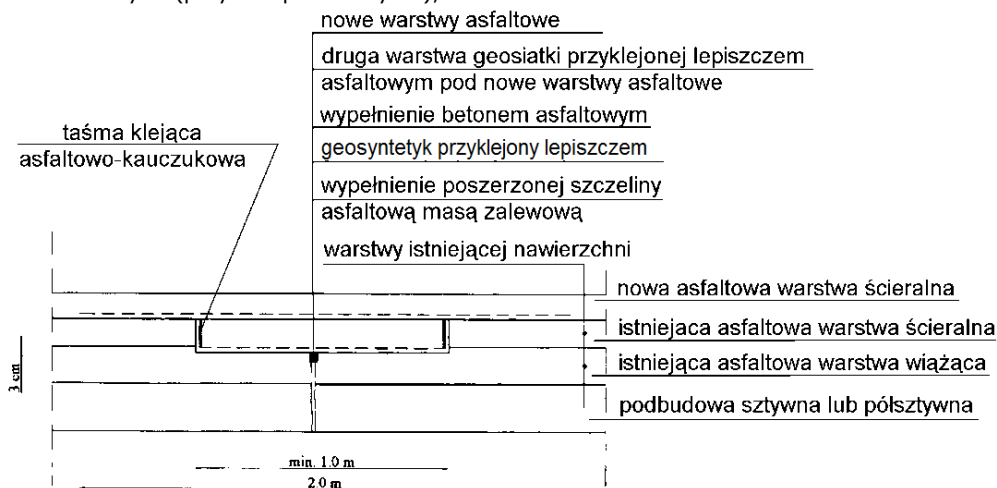 nowe warstwy asfaltowe
druga warstwa geosiatki przyklejonej lepiszczem
asfaltowym pod nowe warstwy asfaltowe
wypełnienie betonem asfaltowym
taśma klejąca
asfaltowo-kauczukowa
geosyntetyk przyklejony lepiszczem
wypełnienie poszerzonej szczeliny
asfaltową masą zalewową
warstwy istniejącej nawierzchni
nowa asfaltowa warstwa ścieralna
istniejaca asfaltowa warstwa ścieralna
istniejąca asfaltowa warstwa wiążąca
podbudowa sztywna lub półsztywna
3 cm
min. 1.0 m
2.0 m